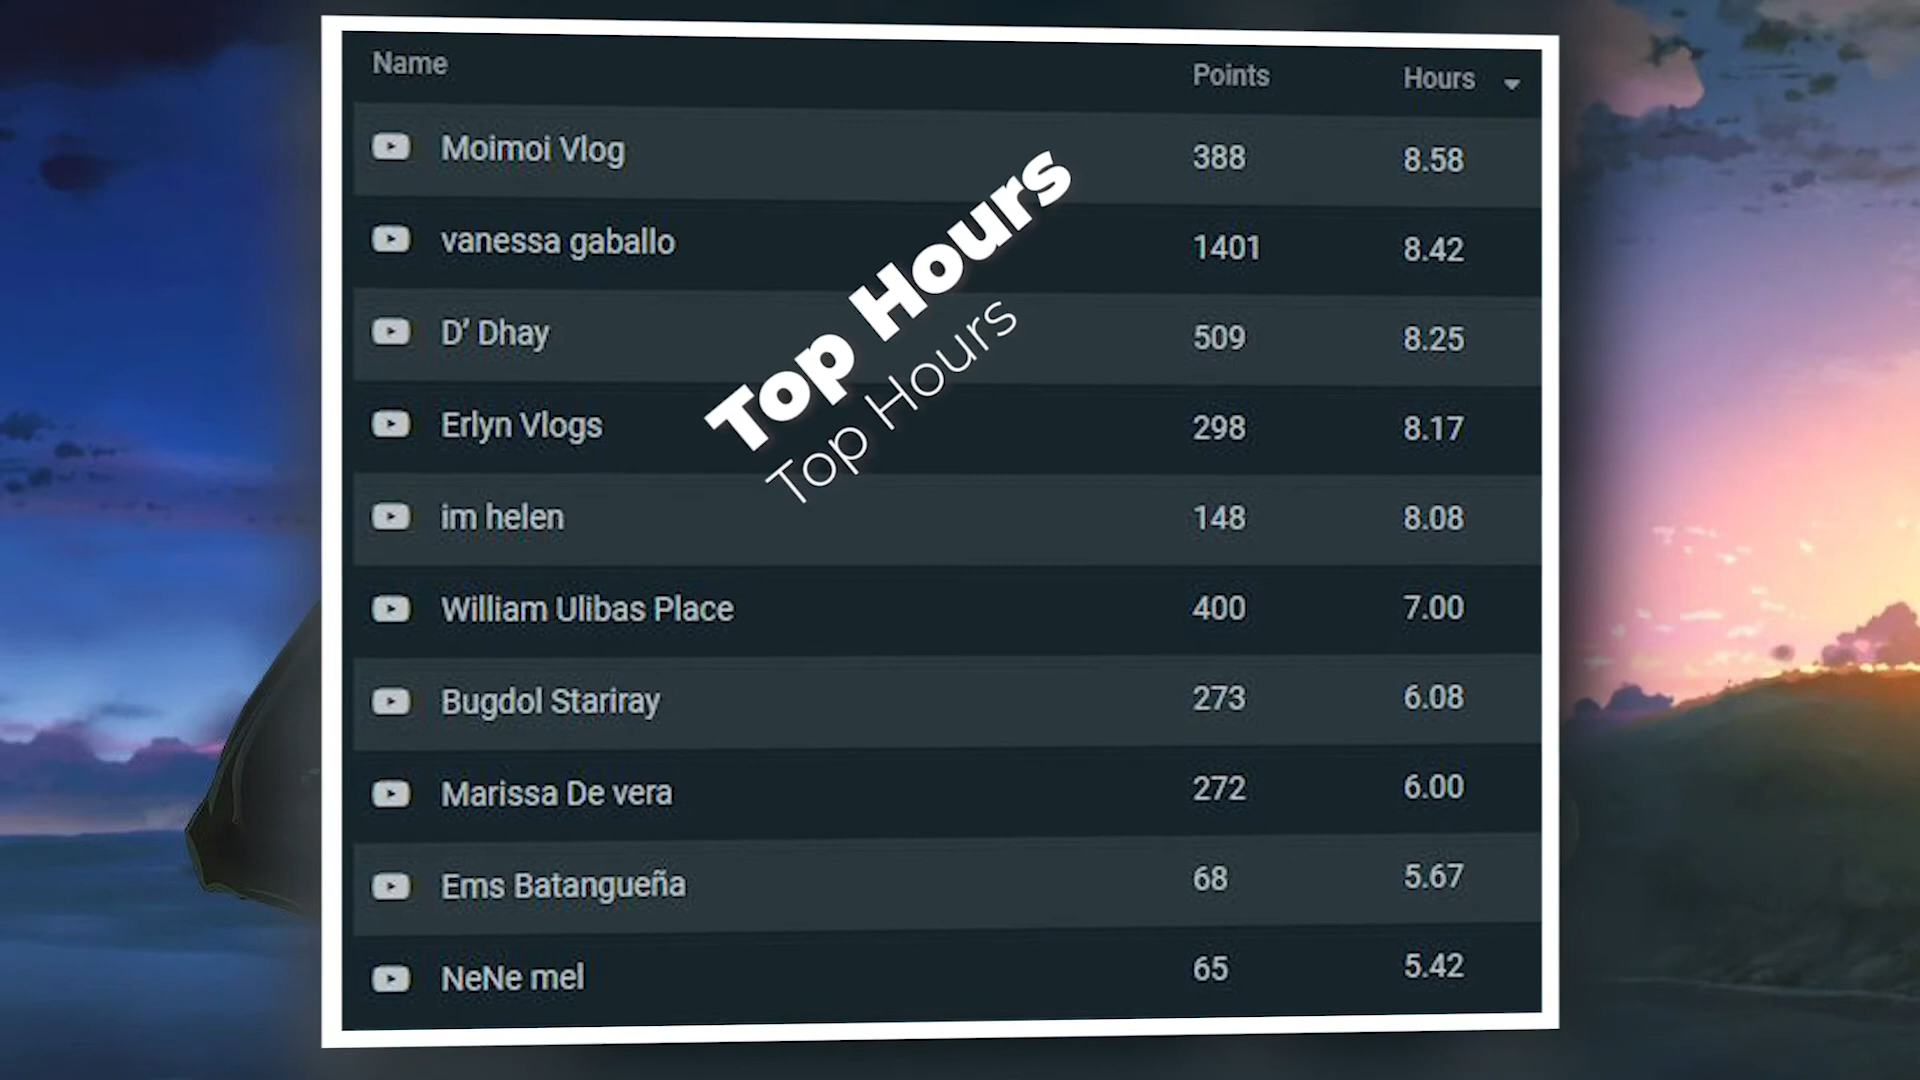 Name Points Hours
Moimoi Vlog 388 8.58
vanessa gaballo 1401 8.42
D’ Dhay 509 8.25
Erlyn Vlogs 298 8.17
im helen 148 8.08
William Ulibas Place 400 7.00
Bugdol Stariray 273 6.08
Marissa De vera 272 6.00
Ems Batangueña 68 5.67
NeNe mel 65 5.42
Top Hours
Top Hours